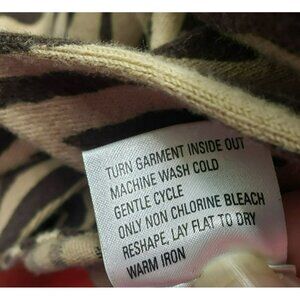 TURN GARMENT INSIDE OUT
MACHINE WASH COLD
GENTLE CYCLE
ONLY NON CHLORINE BLEACH
RESHAPE, LAY FLAT TO DRY
WARM IRON